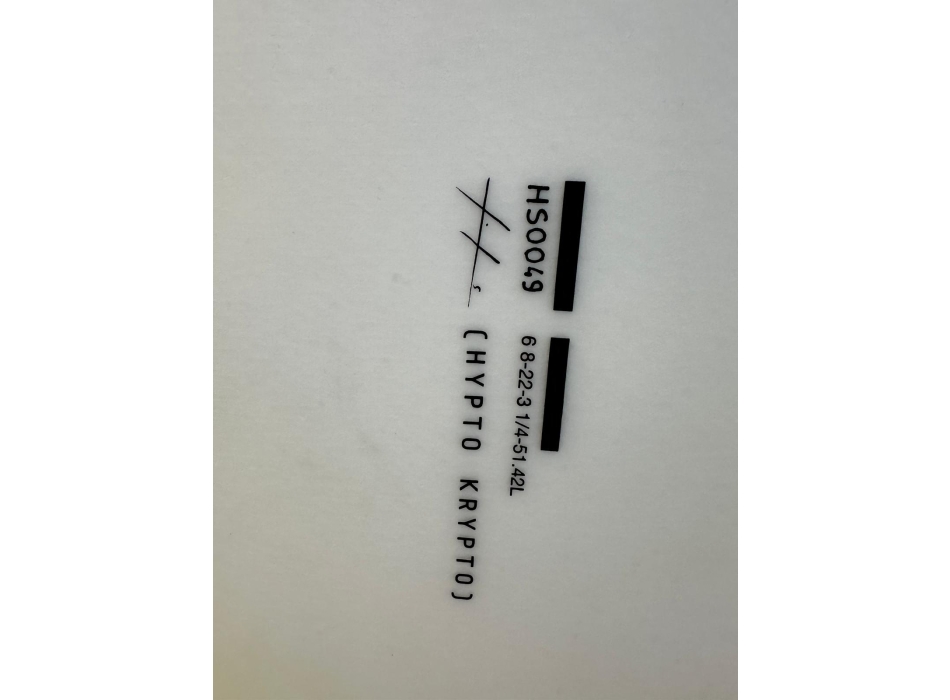 HS0049
6 8-22-3 1/4-51.42L
(HYPTO KRYPTO)